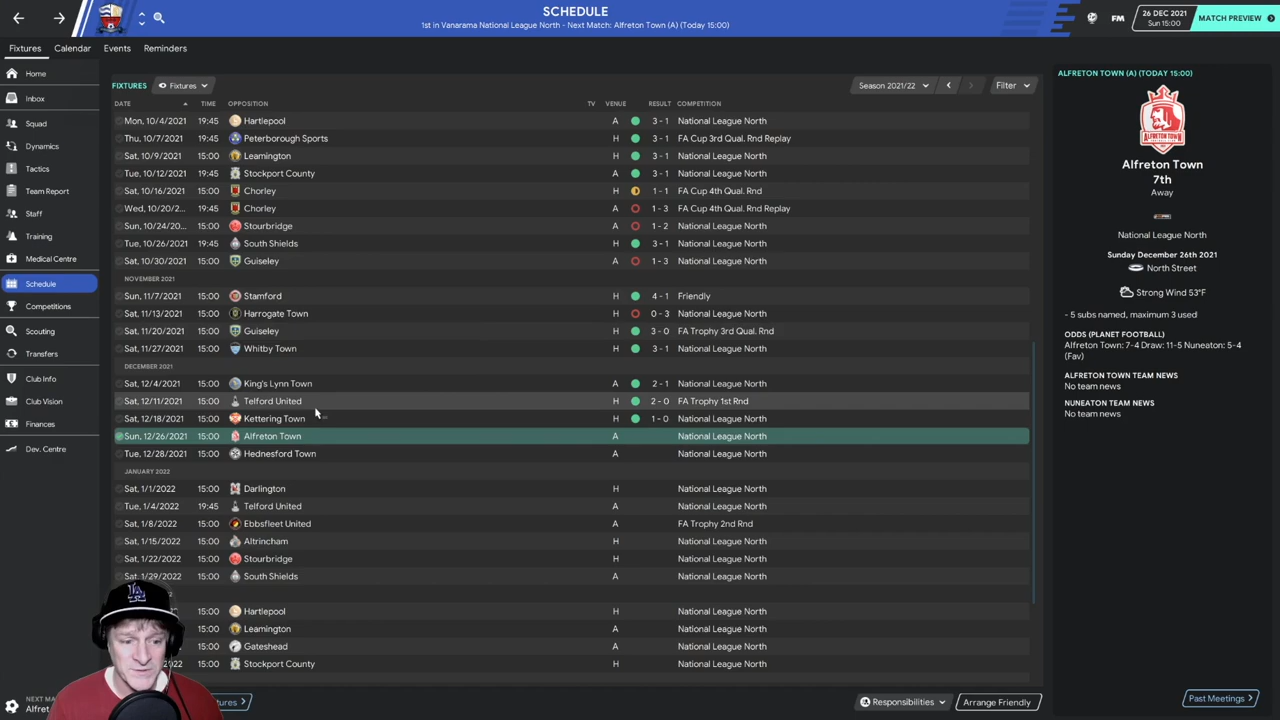 SCHEDULE
1st in Vanarama National League North - Next Match: Alfreton Town (A) (Today 15:00)
FM
26 DEC 2021
Sun 15:00
MATCH PREVIEW
Fixtures Calendar Events Reminders
Home
Inbox
Squad
Dynamics
Tactics
Team Report
Staff
Training
Medical Centre
Schedule
Competitions
Scouting
Transfers
Club Info
Club Vision
Finances
Dev. Centre
FIXTURES Fixtures Season 2021/22 Filter
DATE TIME OPPOSITION TV VENUE RESULT COMPETITION
Mon, 10/4/2021 19:45 Hartlepool A 3 - 1 National League North
Thu, 10/7/2021 19:45 Peterborough Sports H 3 - 1 FA Cup 3rd Qual. Rnd Replay
Sat, 10/9/2021 15:00 Leamington H 3 - 1 National League North
Tue, 10/12/2021 19:45 Stockport County A 3 - 1 National League North
Sat, 10/16/2021 15:00 Chorley H 1 - 1 FA Cup 4th Qual. Rnd
Wed, 10/20/2... 19:45 Chorley A 1 - 3 FA Cup 4th Qual. Rnd Replay
Sun, 10/24/20... 15:00 Stourbridge A 1 - 2 National League North
Tue, 10/26/2021 19:45 South Shields H 3 - 1 National League North
Sat, 10/30/2021 15:00 Guiseley A 1 - 3 National League North
NOVEMBER 2021
Sun, 11/7/2021 15:00 Stamford H 4 - 1 Friendly
Sat, 11/13/2021 15:00 Harrogate Town H 0 - 3 National League North
Sat, 11/20/2021 15:00 Guiseley H 3 - 0 FA Trophy 3rd Qual. Rnd
Sat, 11/27/2021 15:00 Whitby Town H 3 - 1 National League North
DECEMBER 2021
Sat, 12/4/2021 15:00 King's Lynn Town A 2 - 1 National League North
Sat, 12/11/2021 15:00 Telford United H 2 - 0 FA Trophy 1st Rnd
Sat, 12/18/2021 15:00 Kettering Town H 1 - 0 National League North
Sun, 12/26/2021 15:00 Alfreton Town A National League North
Tue, 12/28/2021 15:00 Hednesford Town A National League North
JANUARY 2022
Sat, 1/1/2022 15:00 Darlington H National League North
Tue, 1/4/2022 19:45 Telford United H National League North
Sat, 1/8/2022 15:00 Ebbsfleet United A FA Trophy 2nd Rnd
Sat, 1/15/2022 15:00 Altrincham H National League North
Sat, 1/22/2022 15:00 Stourbridge H National League North
Sat, 1/29/2022 15:00 South Shields A National League North
15:00 Hartlepool H National League North
15:00 Leamington A National League North
15:00 Gateshead A National League North
2022 15:00 Stockport County H National League North
NEXT MA
Alfret
Responsibilities Arrange Friendly
ALFRETON TOWN (A) (TODAY 15:00)
ALFRETON TOWN
Alfreton Town
7th
Away
National League North
Sunday December 26th 2021
North Street
Strong Wind 53°F
- 5 subs named, maximum 3 used
ODDS (PLANET FOOTBALL)
Alfreton Town: 7-4 Draw: 11-5 Nuneaton: 5-4
(Fav)
ALFRETON TOWN TEAM NEWS
No team news
NUNEATON TOWN TEAM NEWS
No team news
Past Meetings